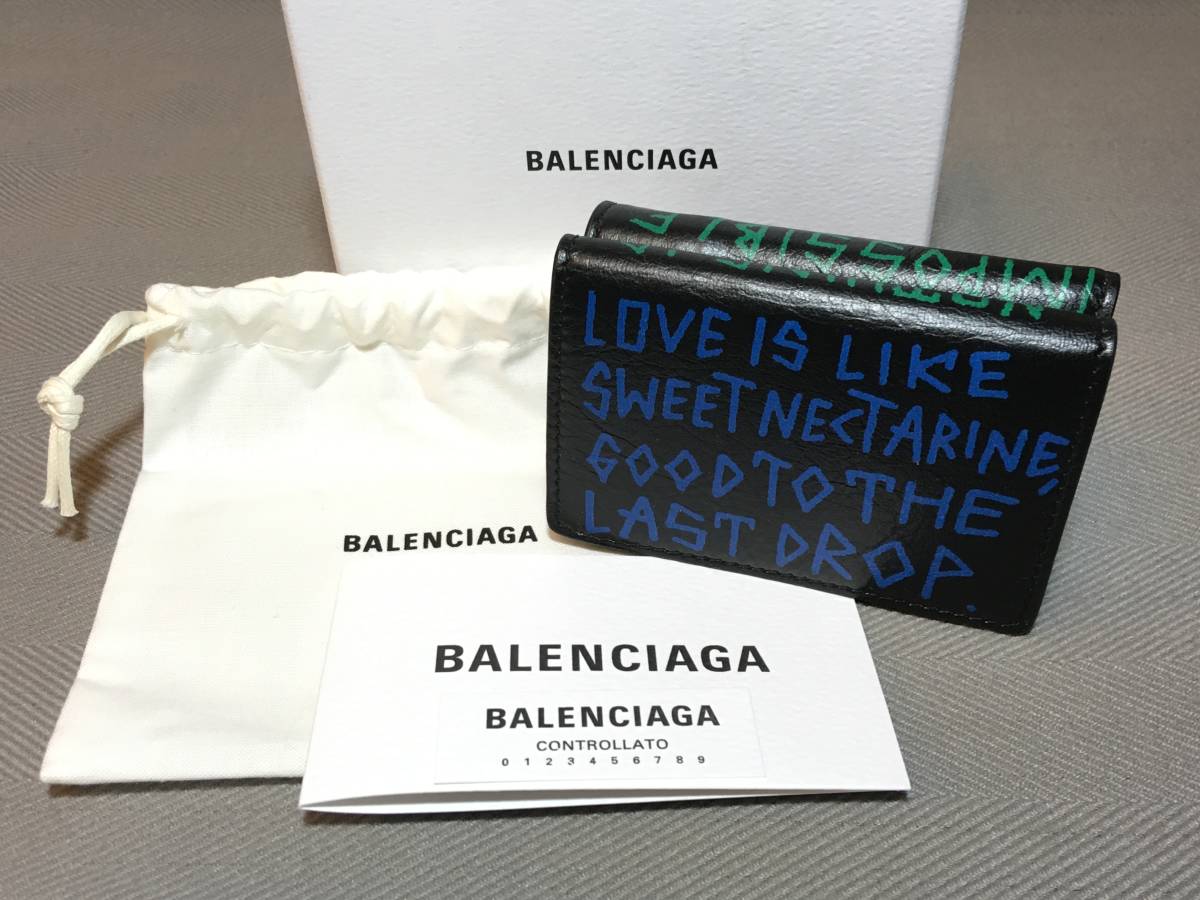 BALENCIAGA
IMPOSSIBLE
LOVE IS LIKE
SWEET NECTARINE,
GOOD TO THE
LAST DROP.
BALENCIAGA
BALENCIAGA
BALENCIAGA
CONTROLLATO
0 1 2 3 4 5 6 7 8 9